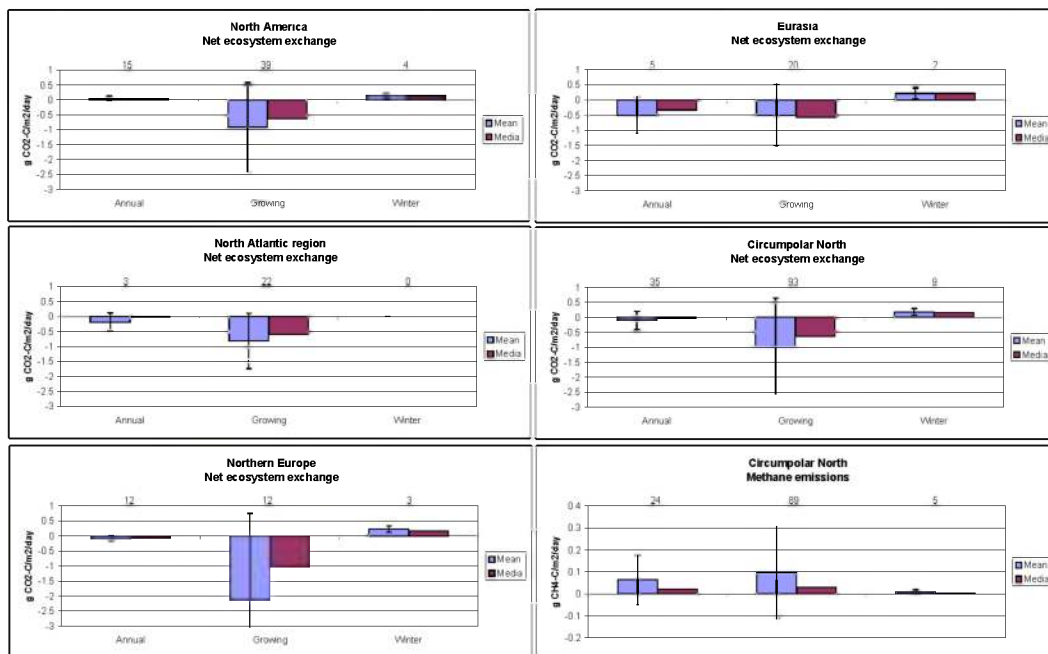 North America
Net ecosystem exchange
15 39 4
g CO2-C/m2/day
1
0.5
0
-0.5
-1
-1.5
-2
-2.5
-3
Annual Growing Winter
Mean
Media
Eurasia
Net ecosystem exchange
5 20 2
g CO2-C/m2/day
1
0.5
0
-0.5
-1
-1.5
-2
-2.5
-3
Annual Growing Winter
Mean
Media
North Atlantic region
Net ecosystem exchange
3 22 0
g CO2-C/m2/day
1
0.5
0
-0.5
-1
-1.5
-2
-2.5
-3
Annual Growing Winter
Mean
Media
Circumpolar North
Net ecosystem exchange
35 93 9
g CO2-C/m2/day
1
0.5
0
-0.5
-1
-1.5
-2
-2.5
-3
Annual Growing Winter
Mean
Media
Northern Europe
Net ecosystem exchange
12 12 3
g CO2-C/m2/day
1
0.5
0
-0.5
-1
-1.5
-2
-2.5
-3
Annual Growing Winter
Mean
Media
Circumpolar North
Methane emissions
24 89 5
g CH4-C/m2/day
0.4
0.3
0.2
0.1
0
-0.1
-0.2
Annual Growing Winter
Mean
Media